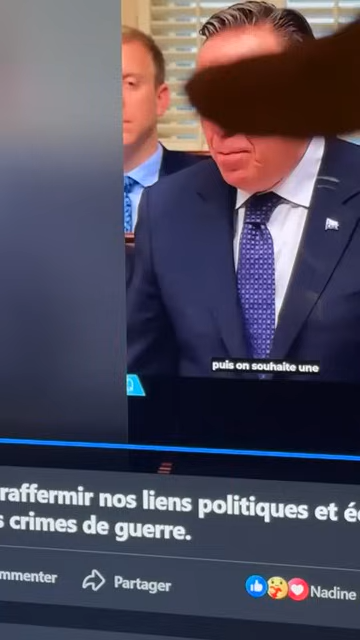 puis on souhaite une
raffermir nos liens politiques et é
s crimes de guerre.
mmenter
Partager
Nadine